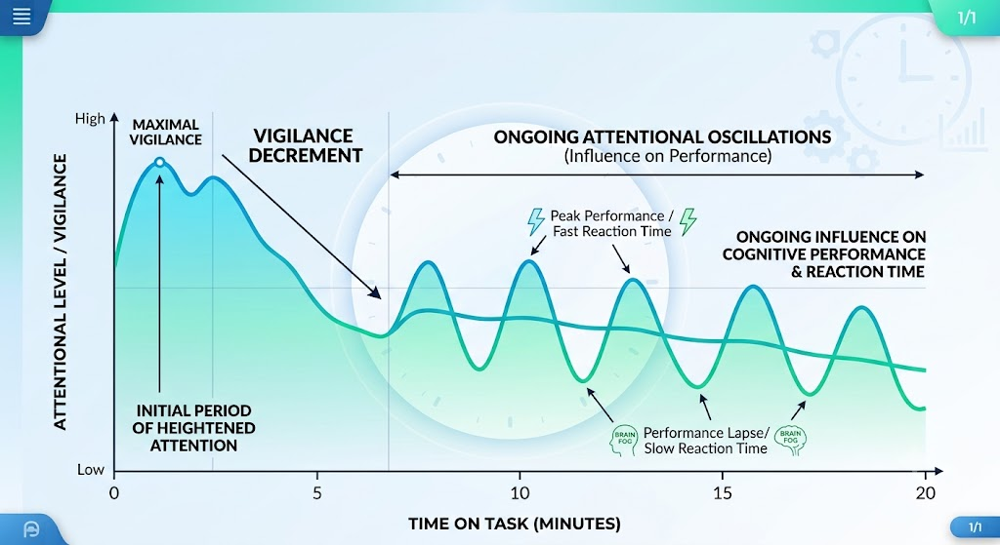 1/1
High
MAXIMAL
VIGILANCE
VIGILANCE
DECREMENT
ONGOING ATTENTIONAL OSCILLATIONS
(Influence on Performance)
Peak Performance /
Fast Reaction Time
ONGOING INFLUENCE ON
COGNITIVE PERFORMANCE
& REACTION TIME
ATTENTIONAL LEVEL / VIGILANCE
INITIAL PERIOD
OF HEIGHTENED
ATTENTION
BRAIN
FOG
Performance Lapse/
Slow Reaction Time
BRAIN
FOG
Low
0
5
10
15
20
TIME ON TASK (MINUTES)
1/1